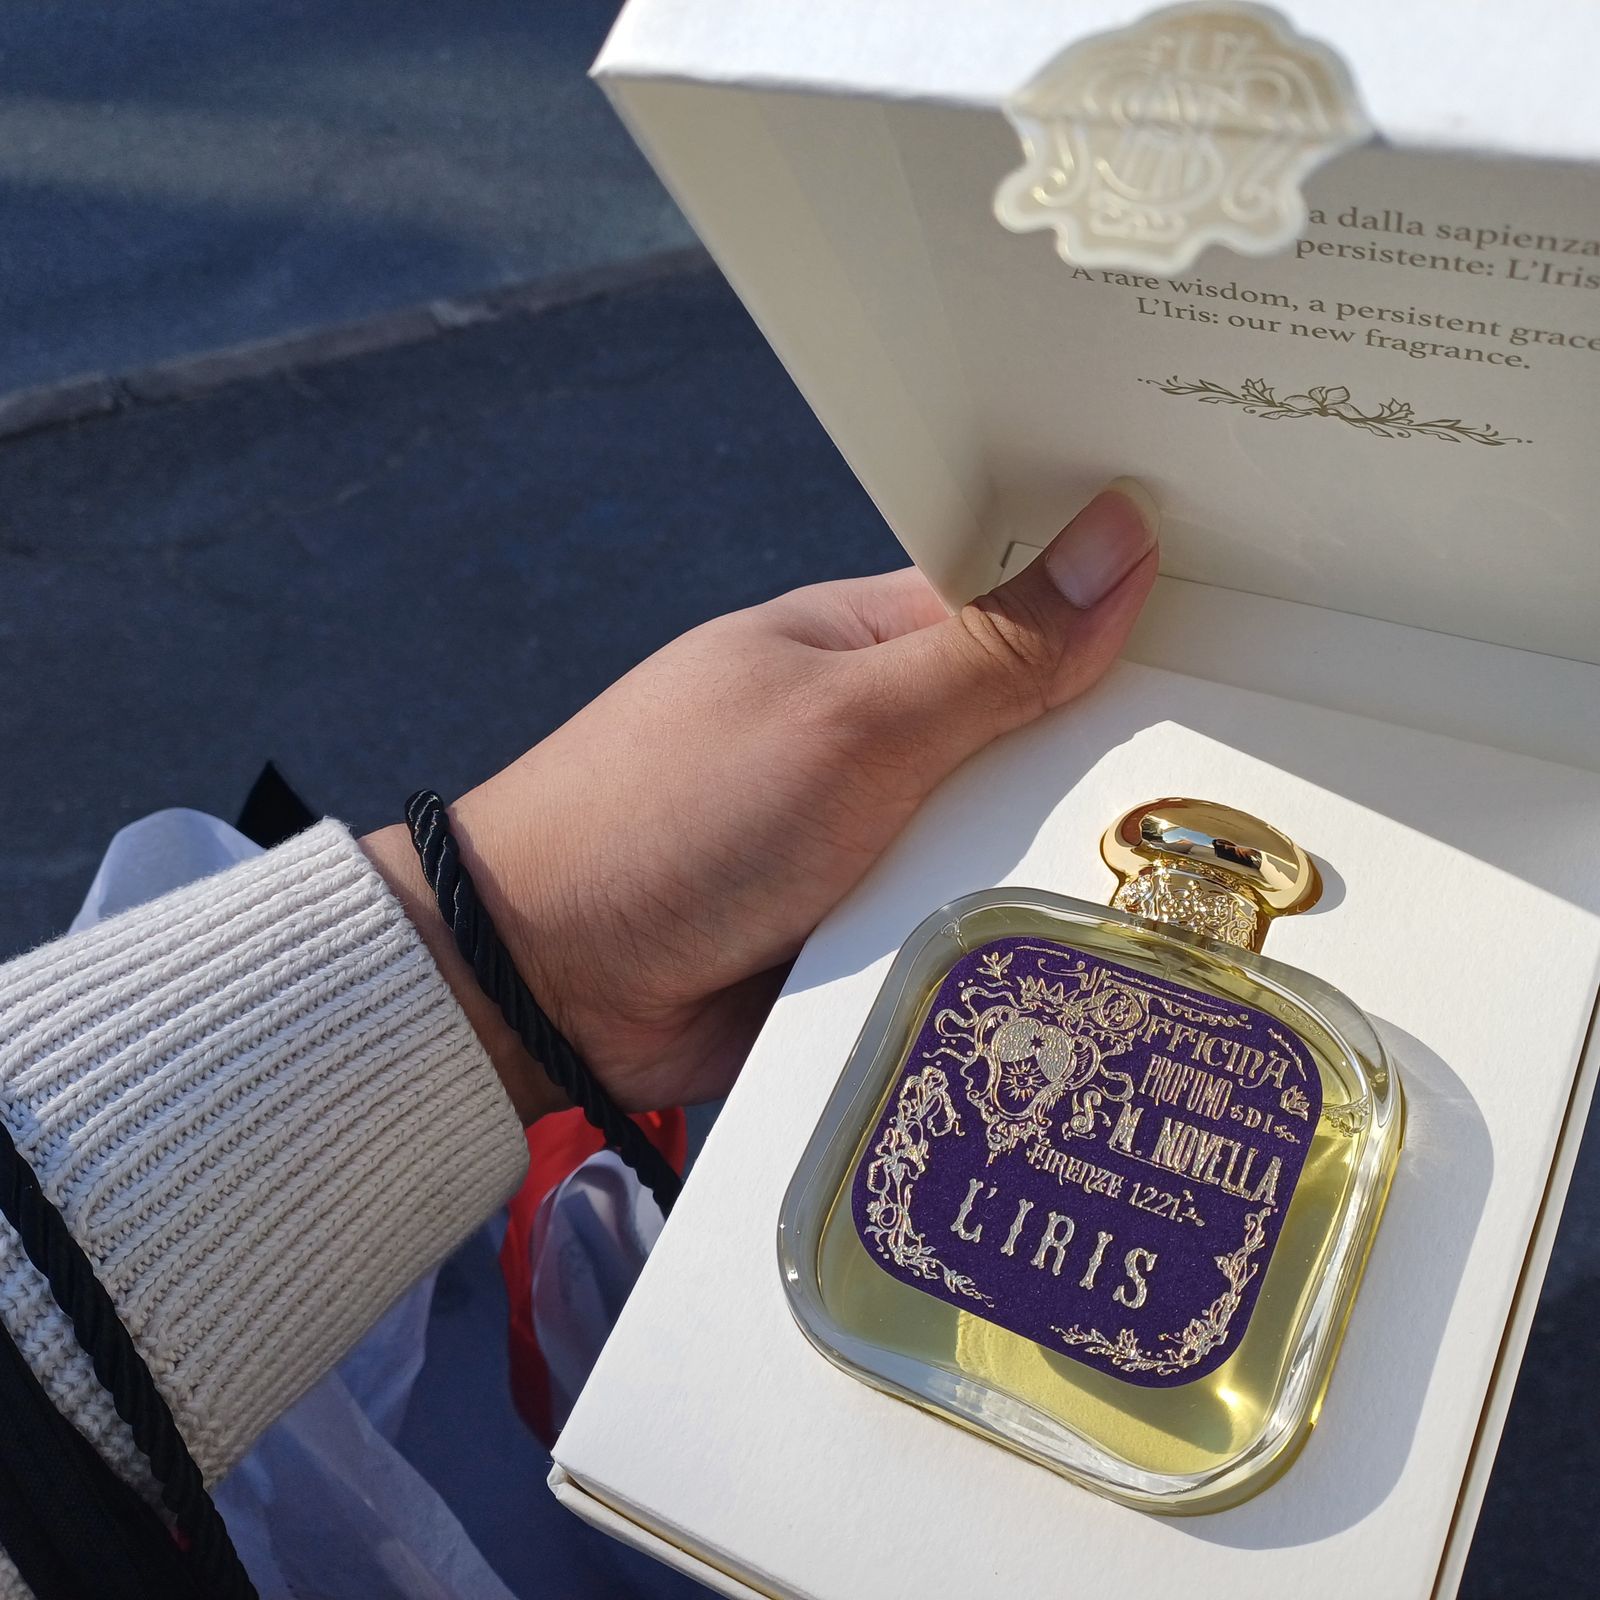 a dalla sapienza
persistente: L'Iris
A rare wisdom, a persistent grace
L'Iris: our new fragrance.
OFFICINA
PROFUMO DI
S. M. NOVELLA
FIRENZE 1221.
L'IRIS